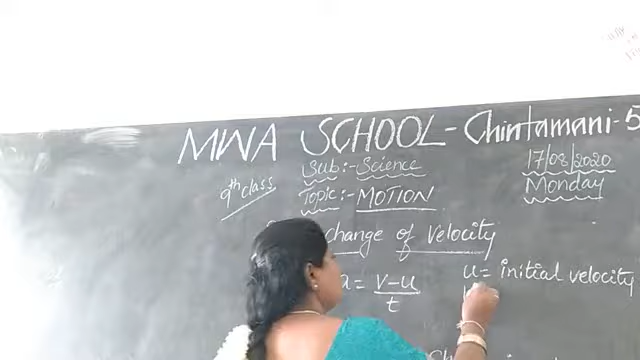 MWA SCHOOL - Chintamani - 5
Sub :- Science
17/08/2020
9th class
Topic :- MOTION
Monday
change of Velocity
a = v-u/t
u = initial velocity